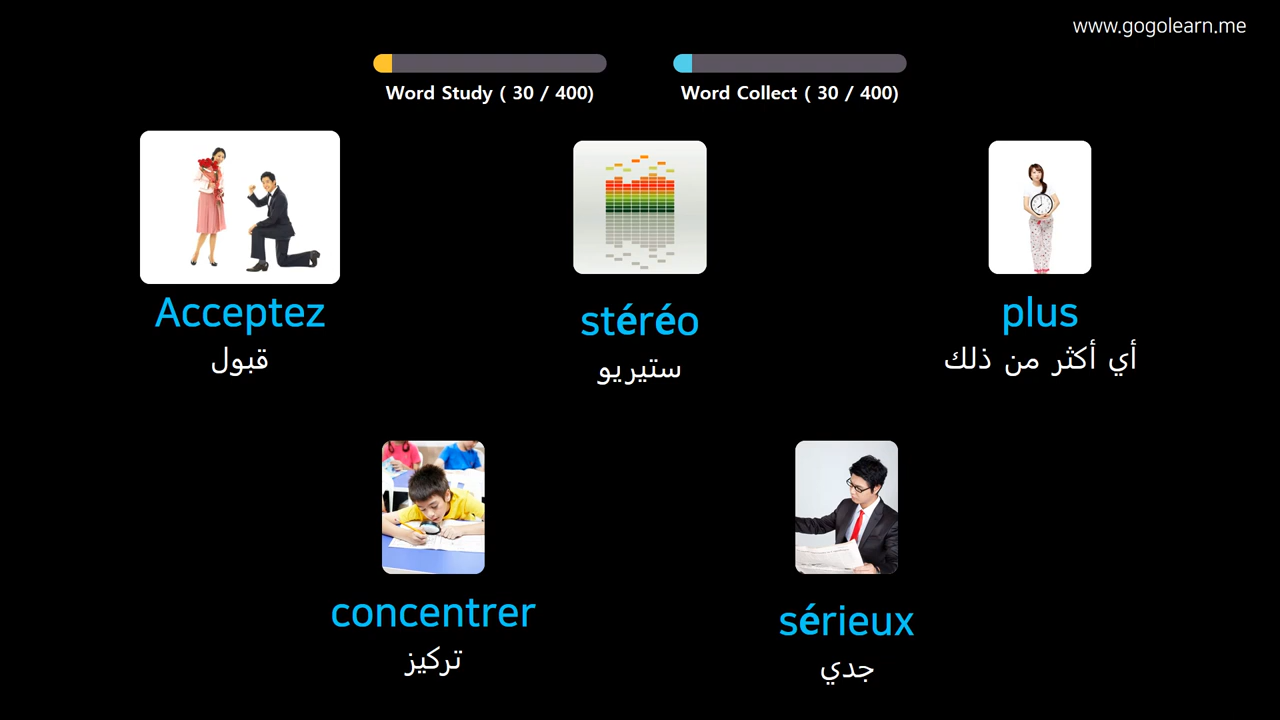 www.gogolearn.me
Word Study ( 30 / 400)
Word Collect ( 30 / 400)
Acceptez
قبول
stéréo
ستيريو
plus
أي أكثر من ذلك
concentrer
تركيز
sérieux
جدي